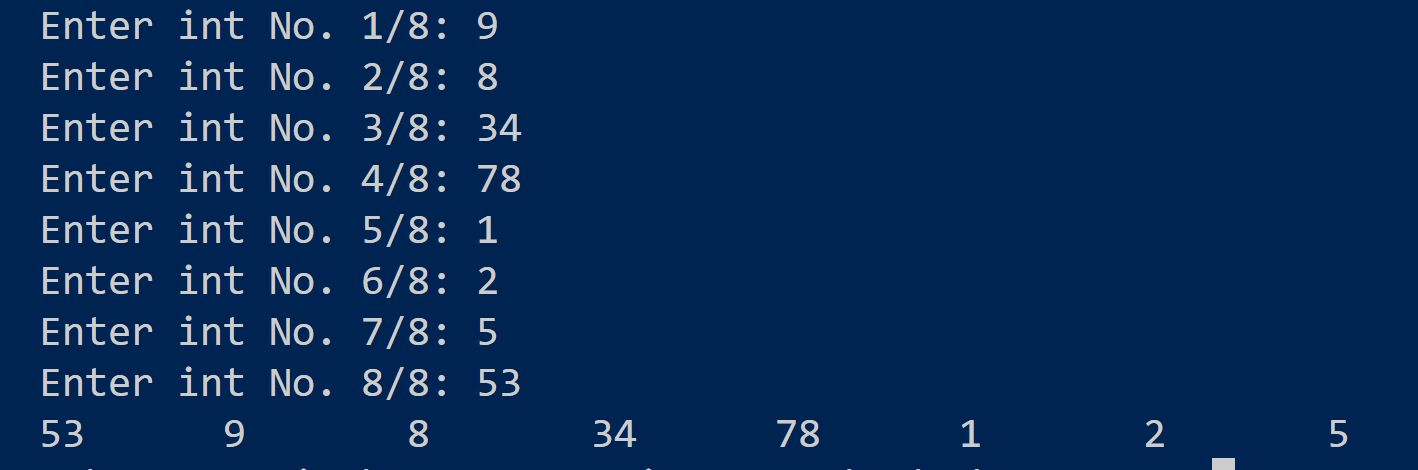 Enter int No. 1/8: 9
Enter int No. 2/8: 8
Enter int No. 3/8: 34
Enter int No. 4/8: 78
Enter int No. 5/8: 1
Enter int No. 6/8: 2
Enter int No. 7/8: 5
Enter int No. 8/8: 53
53      9       8       34      78      1       2       5